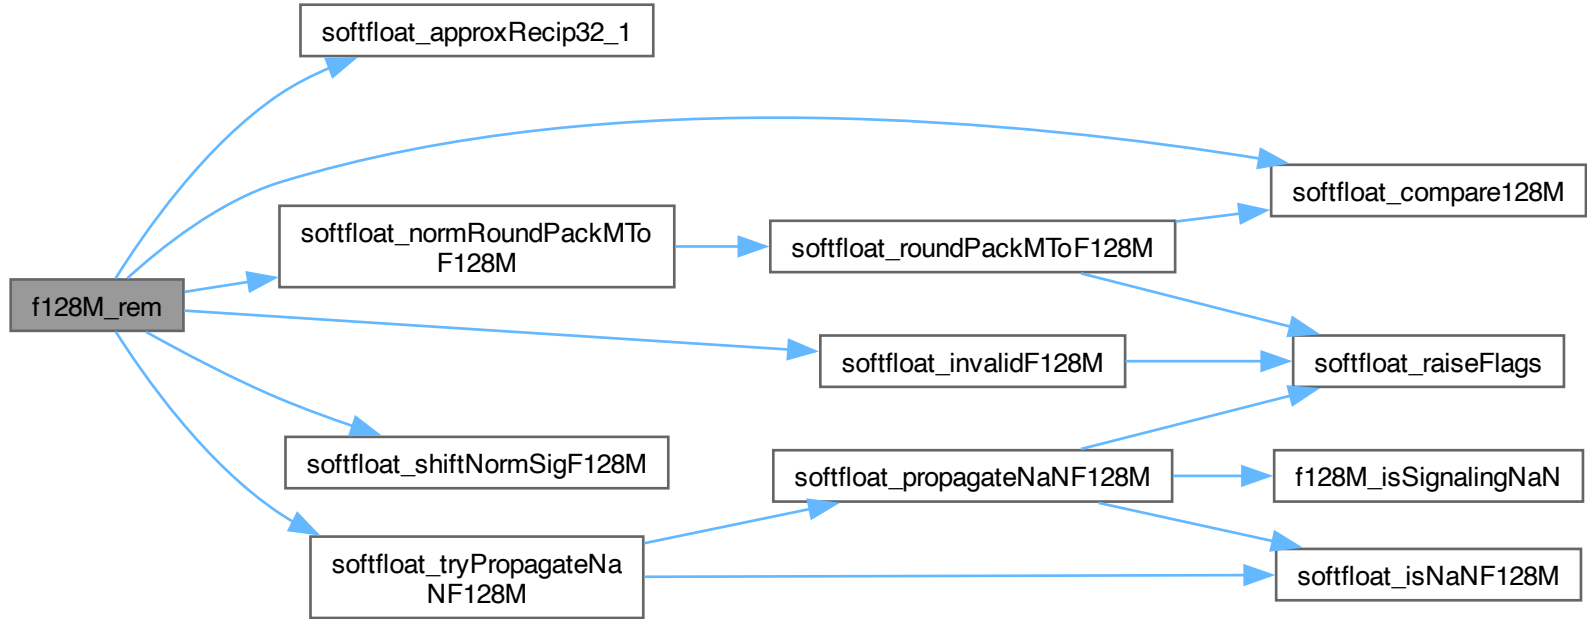 softfloat_approxRecip32_1
softfloat_compare128M
softfloat_normRoundPackMTo
F128M
softfloat_roundPackMToF128M
f128M_rem
softfloat_invalidF128M
softfloat_raiseFlags
softfloat_shiftNormSigF128M
softfloat_propagateNaNF128M
f128M_isSignalingNaN
softfloat_tryPropagateNa
NF128M
softfloat_isNaNF128M